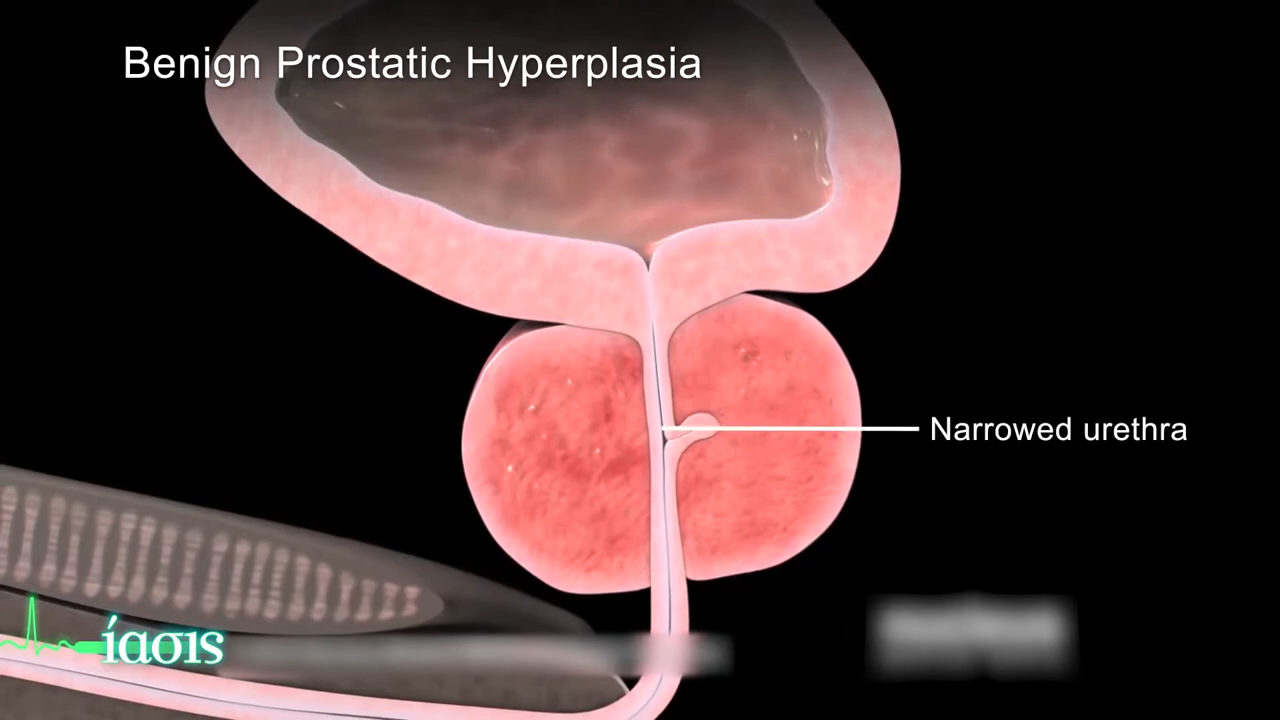 Benign Prostatic Hyperplasia
Narrowed urethra
ίασις